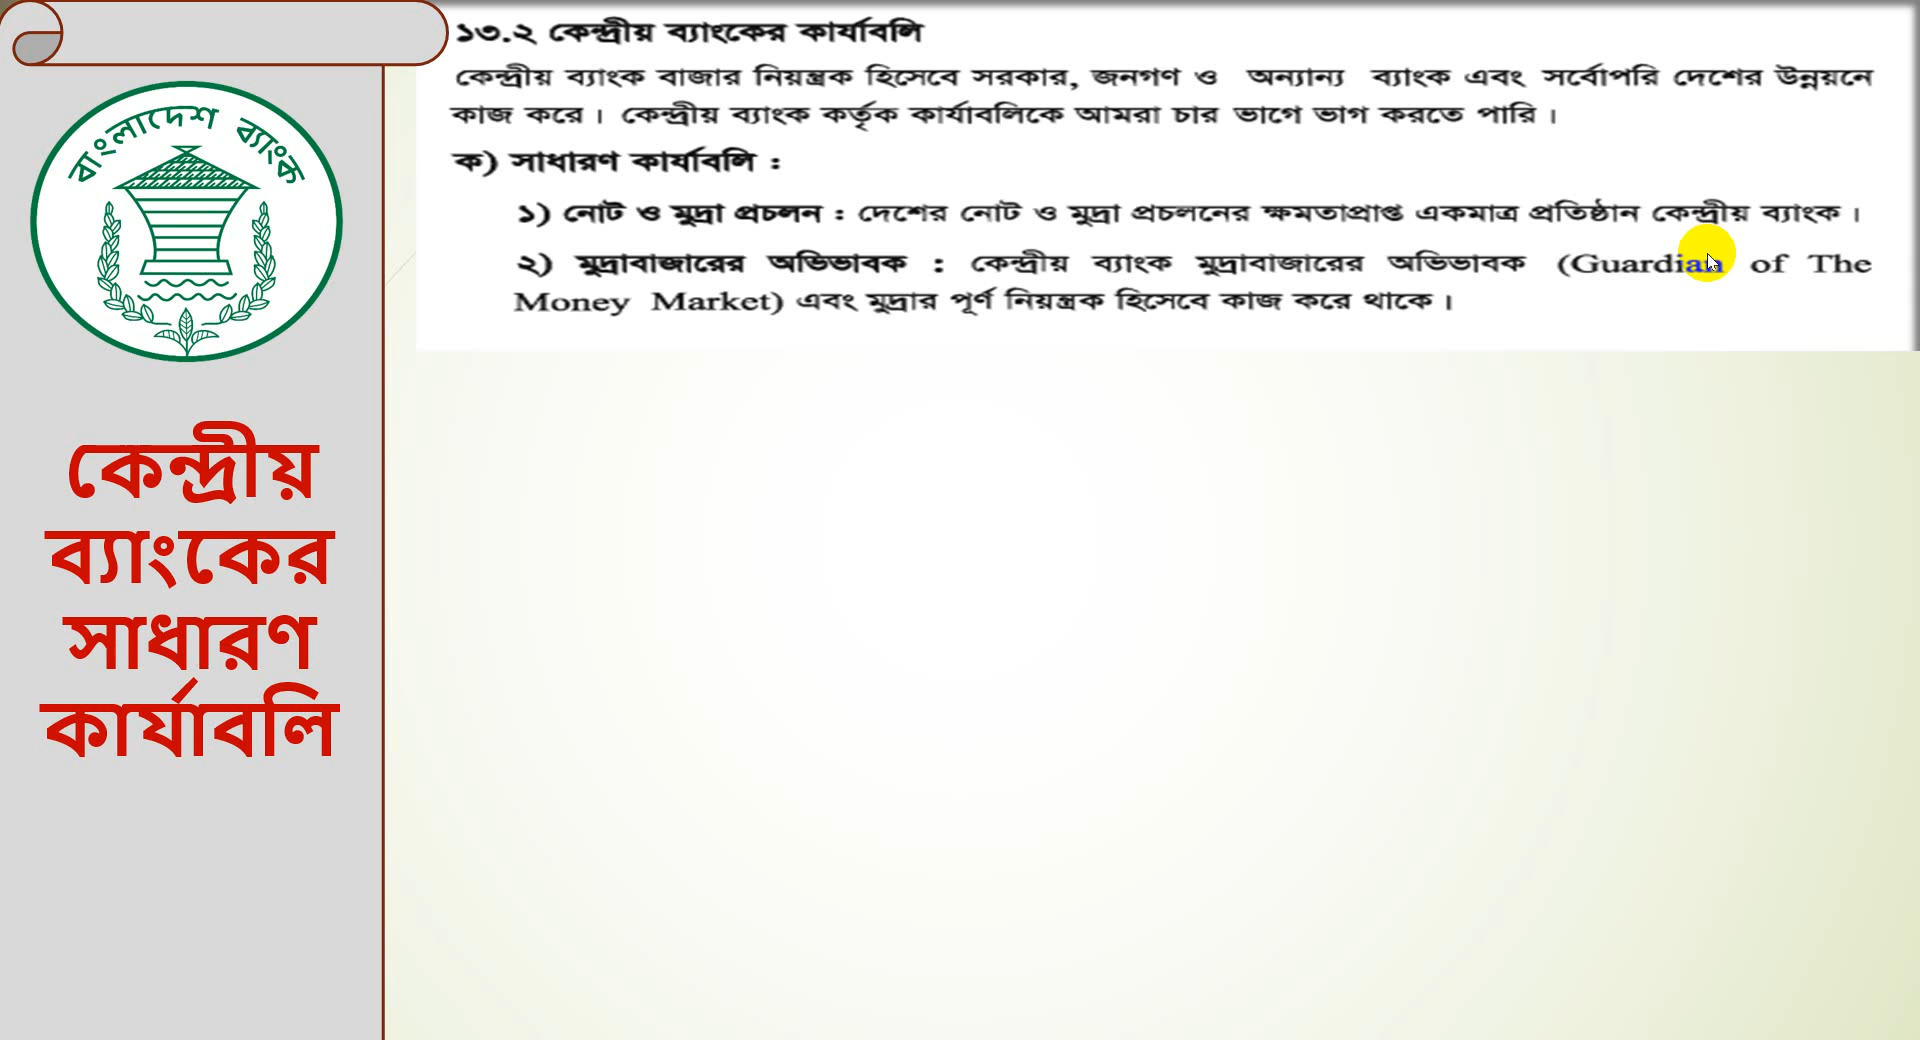 বাংলাদেশ ব্যাংক
কেন্দ্রীয়
ব্যাংকের
সাধারণ
কার্যাবলি
১৩.২ কেন্দ্রীয় ব্যাংকের কার্যাবলি
কেন্দ্রীয় ব্যাংক বাজার নিয়ন্ত্রক হিসেবে সরকার, জনগণ ও অন্যান্য ব্যাংক এবং সর্বোপরি দেশের উন্নয়নে
কাজ করে। কেন্দ্রীয় ব্যাংক কর্তৃক কার্যাবলিকে আমরা চার ভাগে ভাগ করতে পারি।
ক) সাধারণ কার্যাবলি :
১) নোট ও মুদ্রা প্রচলন : দেশের নোট ও মুদ্রা প্রচলনের ক্ষমতাপ্রাপ্ত একমাত্র প্রতিষ্ঠান কেন্দ্রীয় ব্যাংক।
২) মুদ্রাবাজারের অভিভাবক : কেন্দ্রীয় ব্যাংক মুদ্রাবাজারের অভিভাবক (Guardian of The
Money Market) এবং মুদ্রার পূর্ণ নিয়ন্ত্রক হিসেবে কাজ করে থাকে।